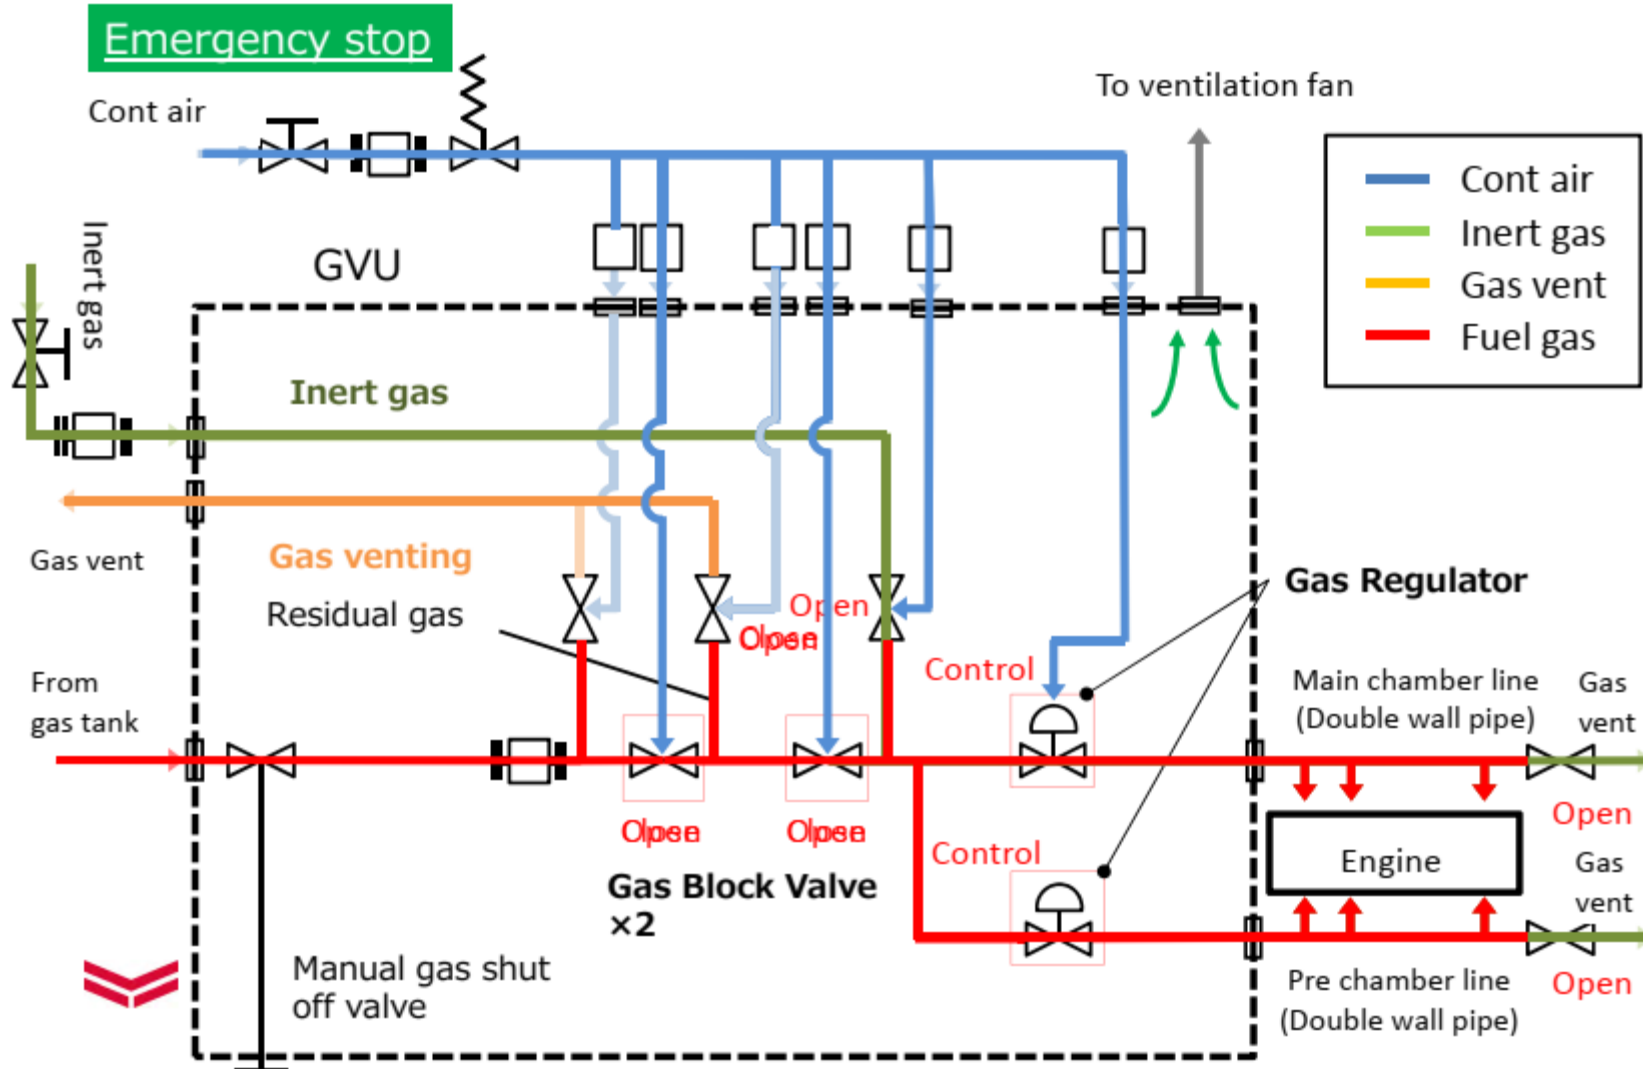 Emergency stop
Cont air
To ventilation fan
Cont air
Inert gas
Gas vent
Fuel gas
Inert gas
GVU
Inert gas
Gas vent
Gas venting
Residual gas
Open
Open
Gas Regulator
From
gas tank
Control
Main chamber line
(Double wall pipe)
Gas
vent
Open
Open
Open
Control
Engine
Gas
vent
Gas Block Valve
×2
Manual gas shut
off valve
Pre chamber line
(Double wall pipe)
Open